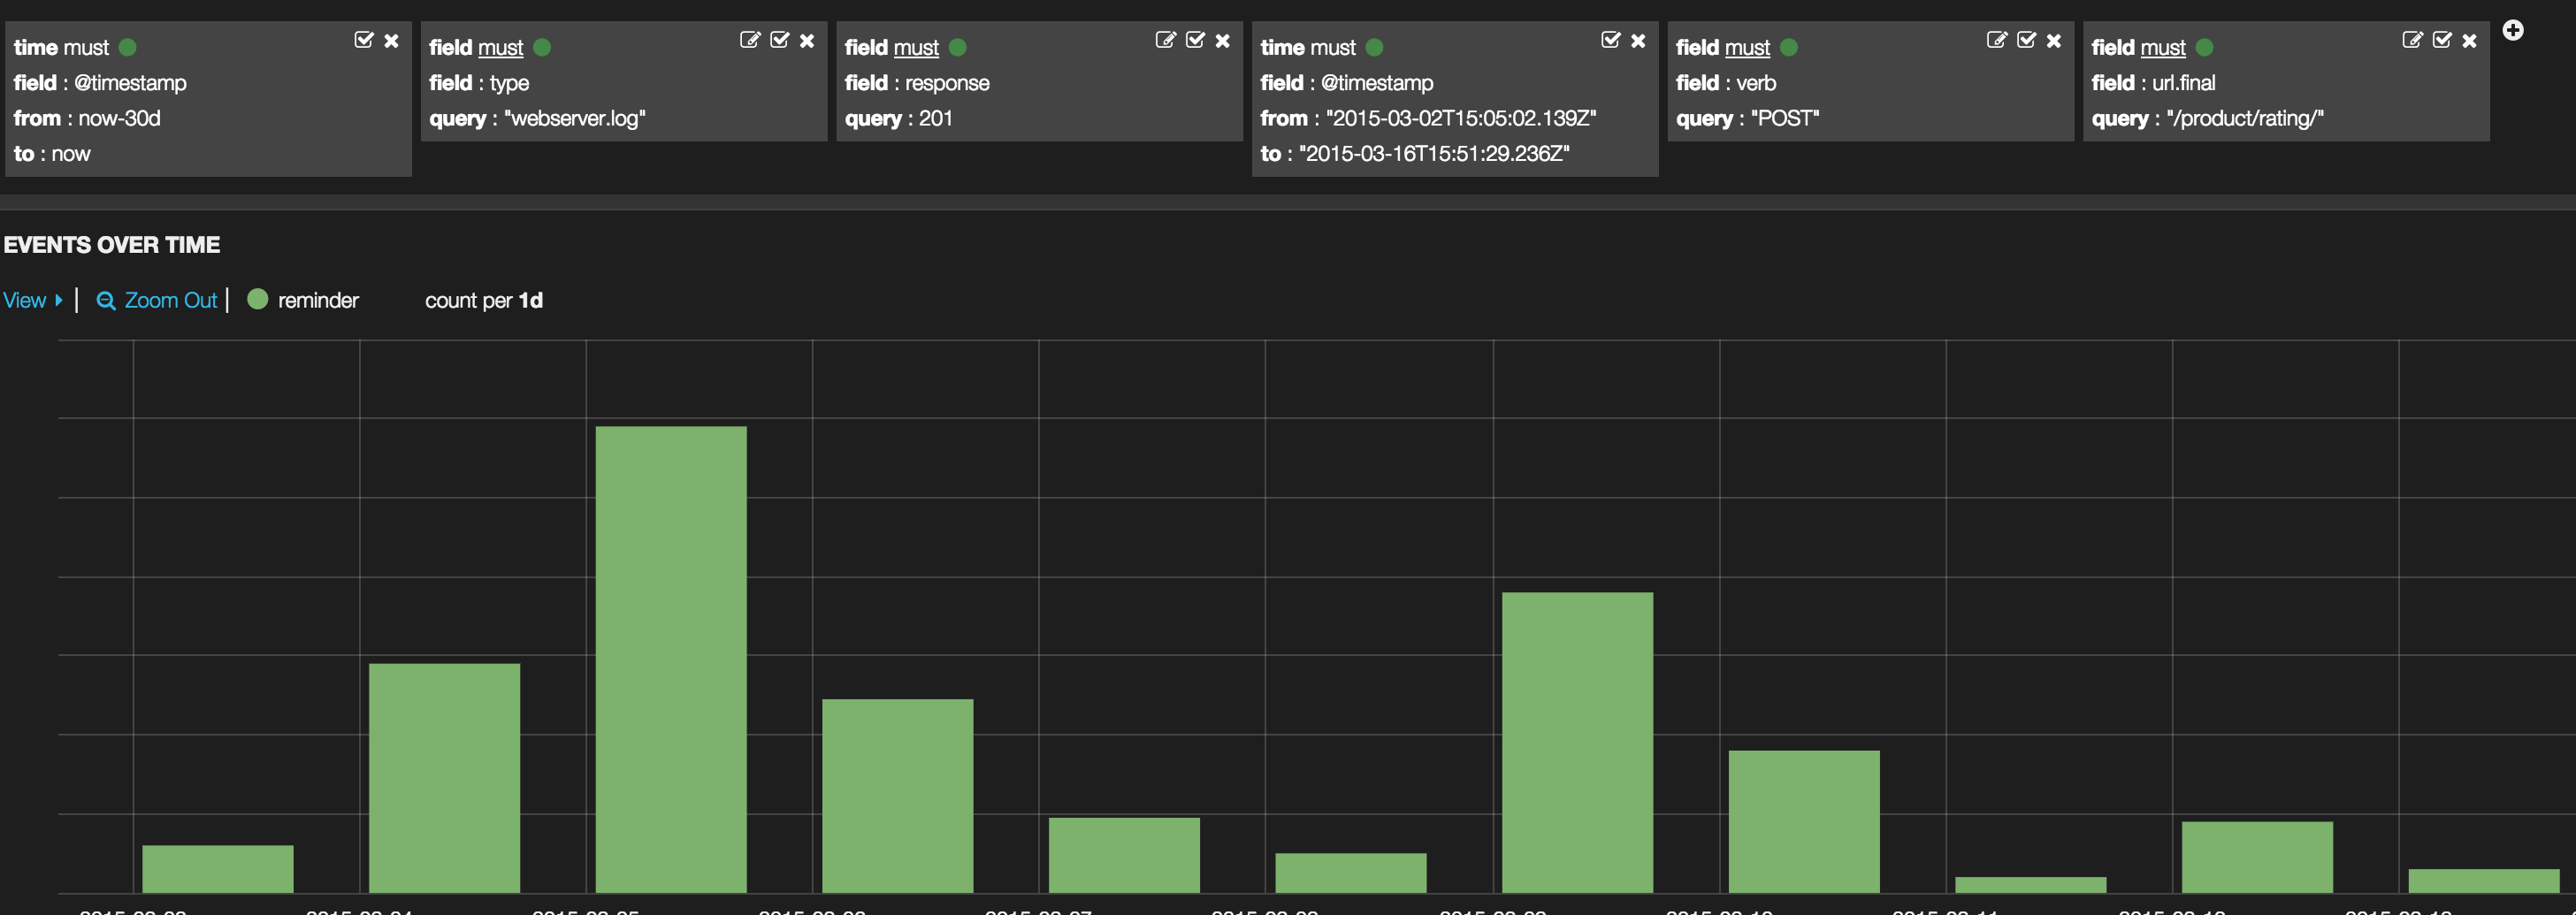 time must
field : @timestamp
from : now-30d
to : now
field must
field : type
query : "webserver.log"
field must
field : response
query : 201
time must
field : @timestamp
from : "2015-03-02T15:05:02.139Z"
to : "2015-03-16T15:51:29.236Z"
field must
field : verb
query : "POST"
field must
field : url.final
query : "/product/rating/"
EVENTS OVER TIME
View | Zoom Out | reminder count per 1d